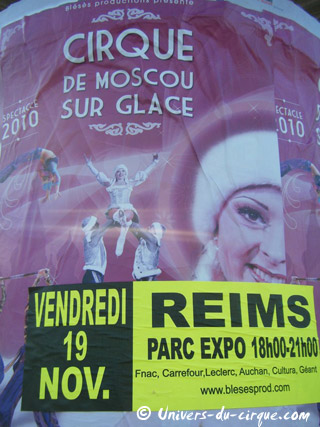 Blésés productions présente
CIRQUE
DE MOSCOU
SUR GLACE
SPECTACLE
2010
2010
VENDREDI
19
NOV.
REIMS
PARC EXPO 18h00-21h00
Fnac, Carrefour,Leclerc, Auchan, Cultura, Géant
www.blesesprod.com
© Univers-du-cirque.com